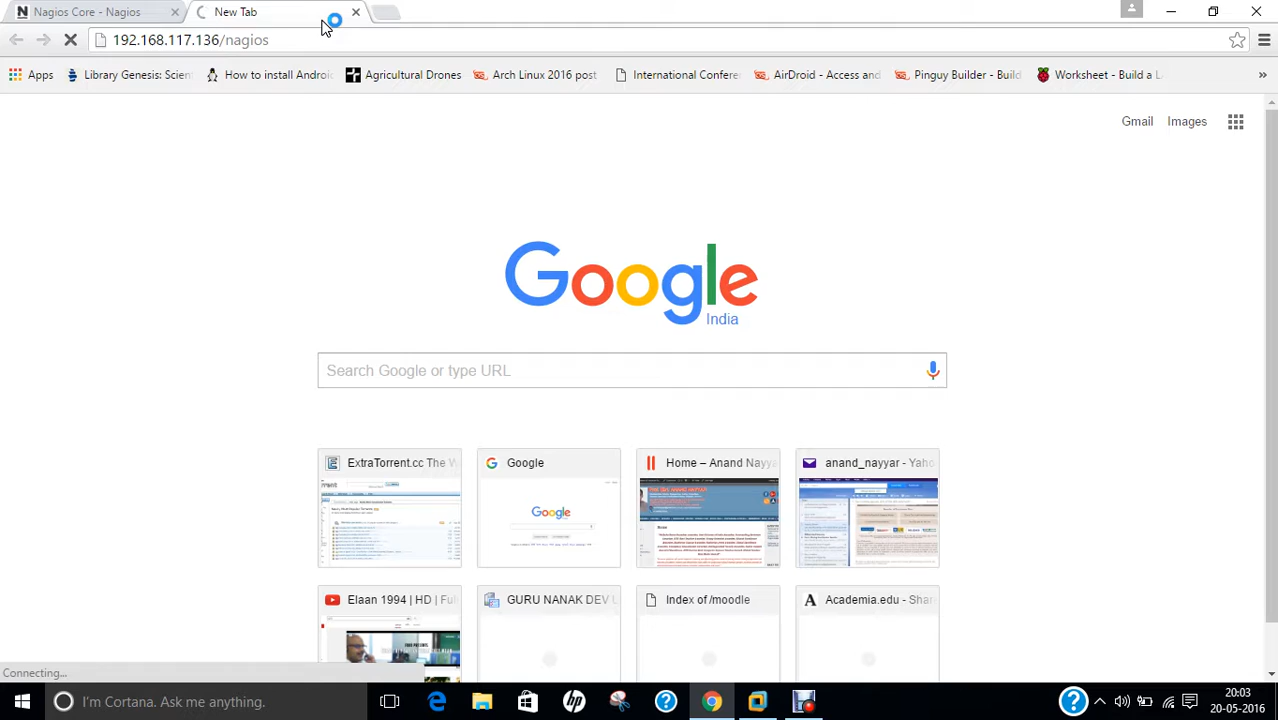 Nagios Core - Nagios
New Tab
192.168.117.136/nagios
Apps
Library Genesis: Scien
How to install Android
Agricultural Drones
Arch Linux 2016 post
International Confere
AirDroid - Access and
Pinguy Builder - Build
Worksheet - Build a L
»
Gmail Images
Google
India
Search Google or type URL
ExtraTorrent.cc The W
Google
Home – Anand Nayya
anand_nayyar - Yaho
Elaan 1994 | HD | Ful
GURU NANAK DEV U
Index of /moodle
Academia.edu - Shar
Connecting...
I'm Cortana. Ask me anything.
20:03
20-05-2016